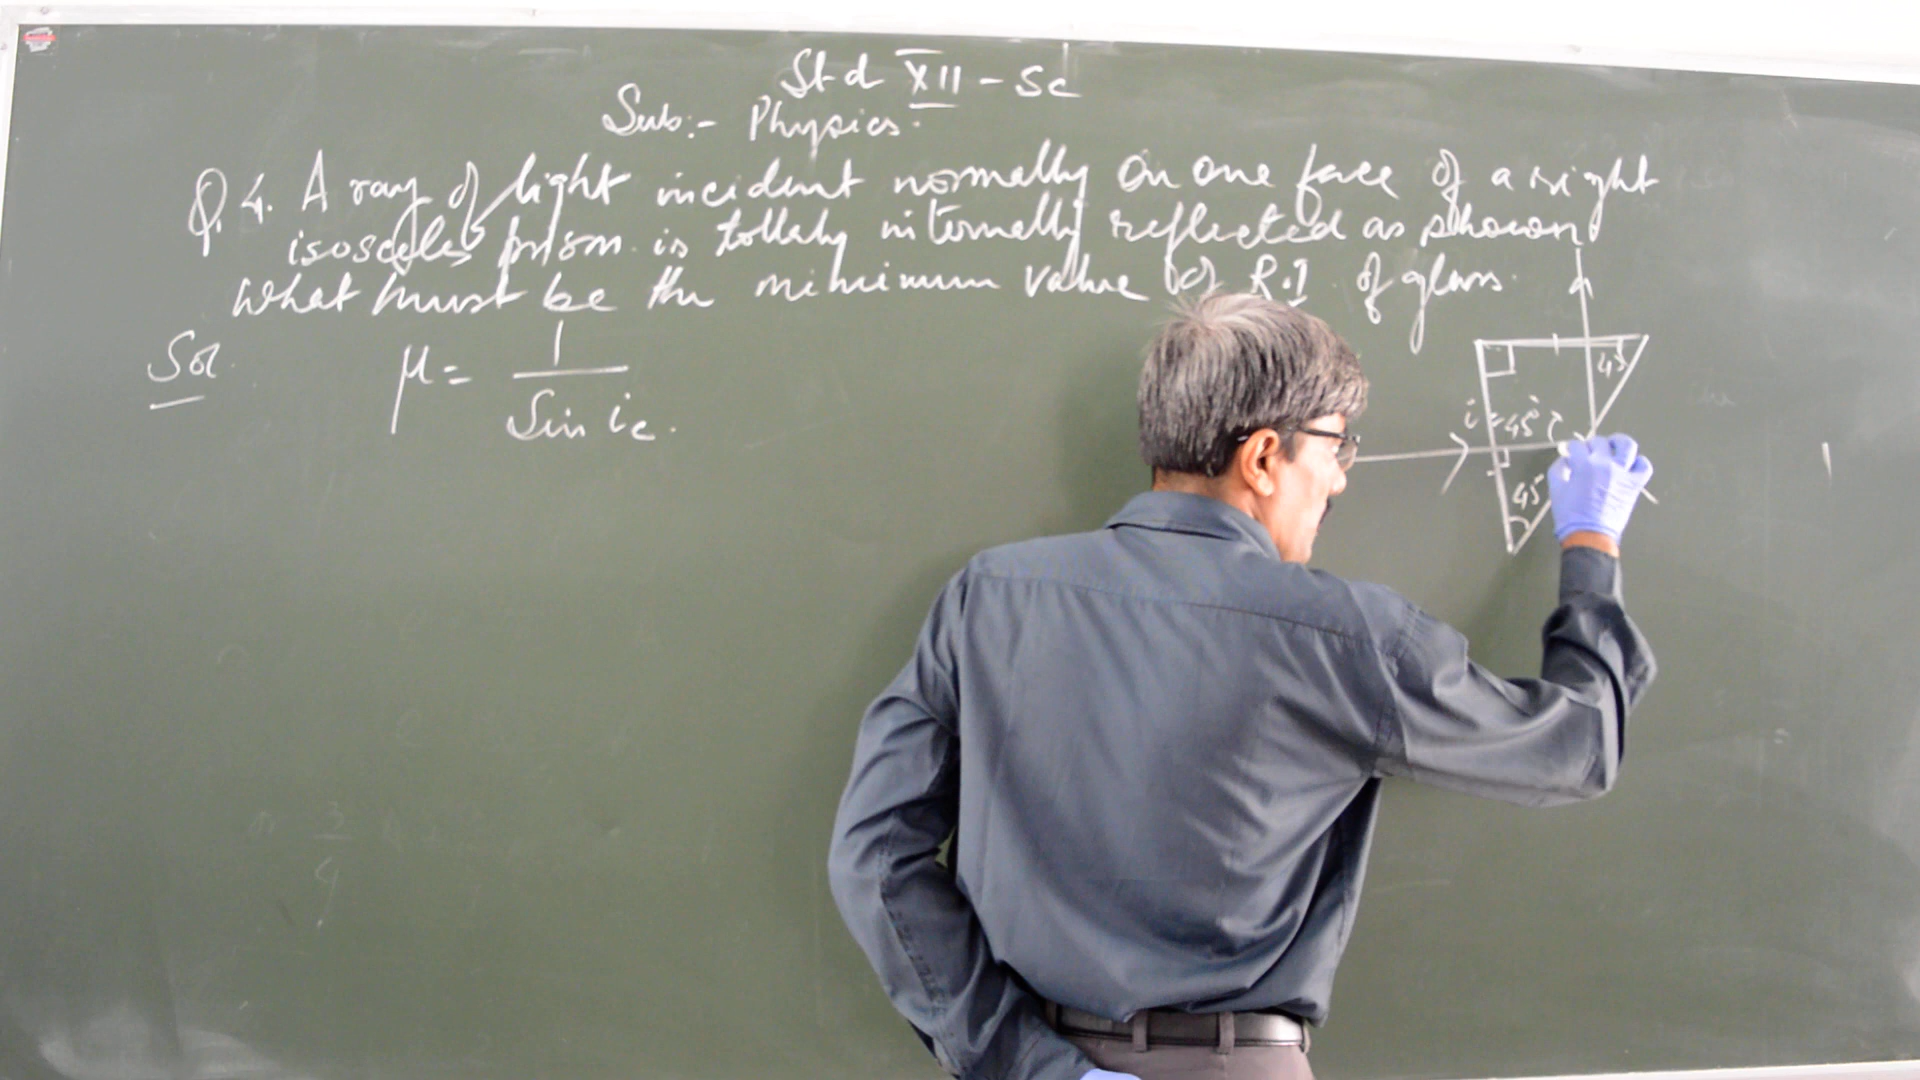 Std XII - Sc
Sub:- Physics.
Q.4. A ray of light incident normally on one face of a right
isosceles prism is totally internally reflected as shown
what must be the minimum value of R.I. of glass.
Sol.
μ = 1
Sin ic.
45
i = 45°
45